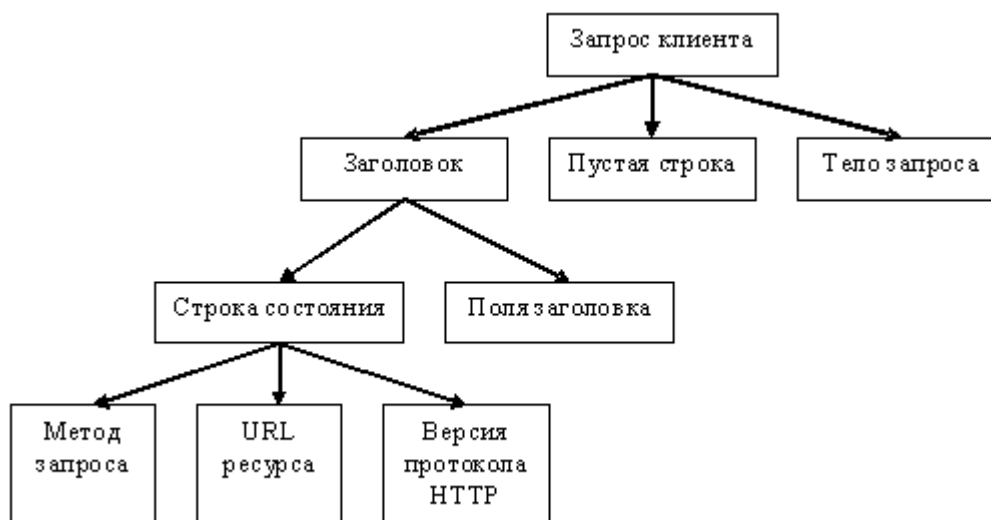 Запрос клиента
Заголовок
Пустая строка
Тело запроса
Строка состояния
Поля заголовка
Метод
запроса
URL
ресурса
Версия
протокола
HTTP